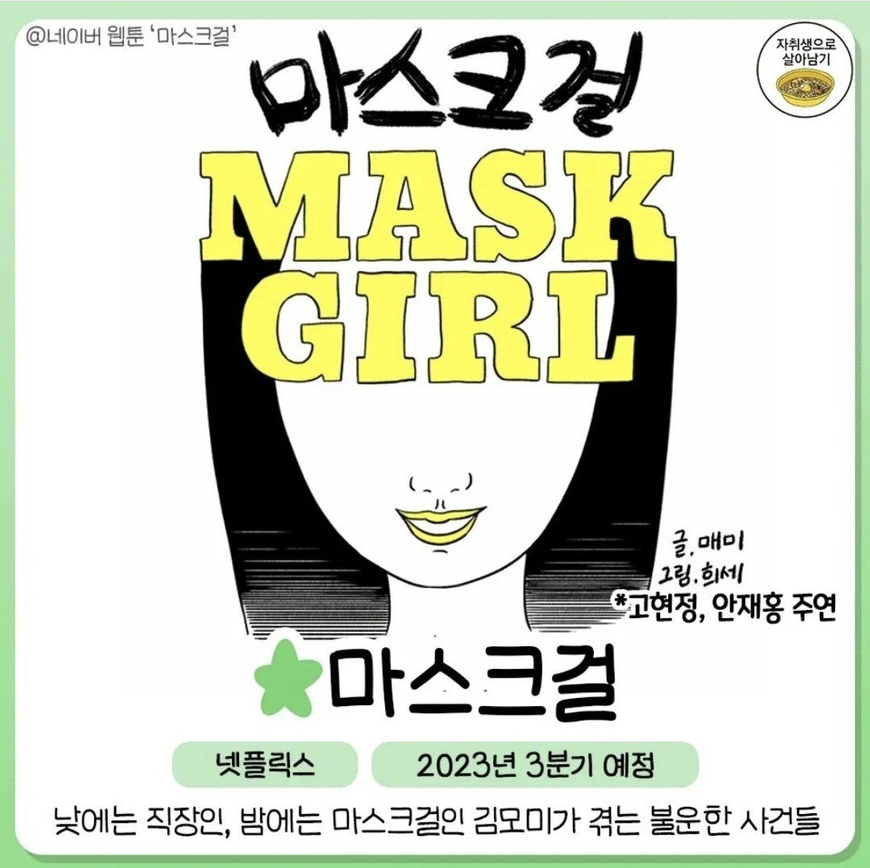 @네이버 웹툰 '마스크걸'
자취생으로
살아남기
마스크걸
MASK
GIRL
글. 매미
그림. 희세
*고현정, 안재홍 주연
마스크걸
넷플릭스
2023년 3분기 예정
낮에는 직장인, 밤에는 마스크걸인 김모미가 겪는 불운한 사건들